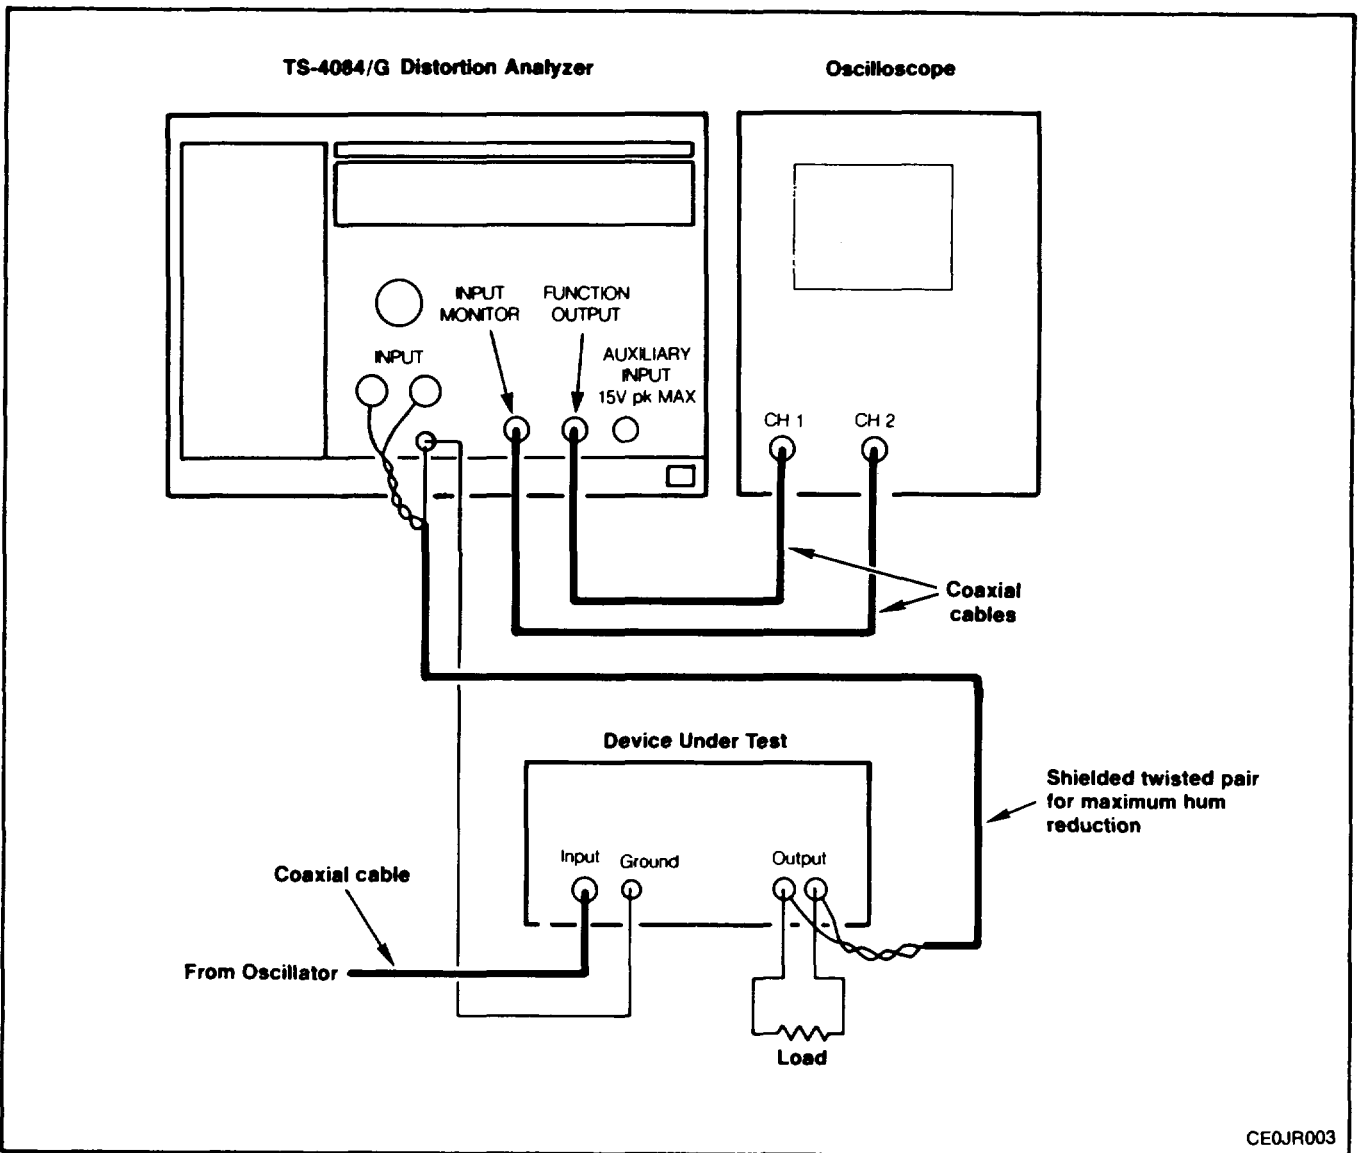 TS-4084/G Distortion Analyzer
Oscilloscope
INPUT
MONITOR
FUNCTION
OUTPUT
INPUT
AUXILIARY
INPUT
15V pk MAX
CH 1
CH 2
Coaxial
cables
Device Under Test
Shielded twisted pair
for maximum hum
reduction
Input
Ground
Output
Coaxial cable
From Oscillator
Load
CE0JR003